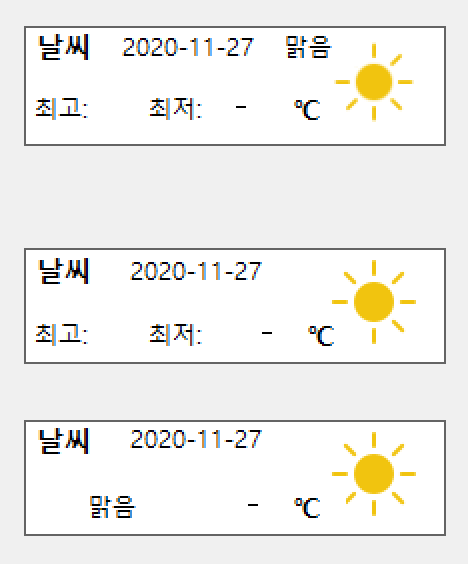 날씨 2020-11-27 맑음
최고: 최저: - ℃
날씨 2020-11-27
최고: 최저: - ℃
날씨 2020-11-27
맑음 - ℃